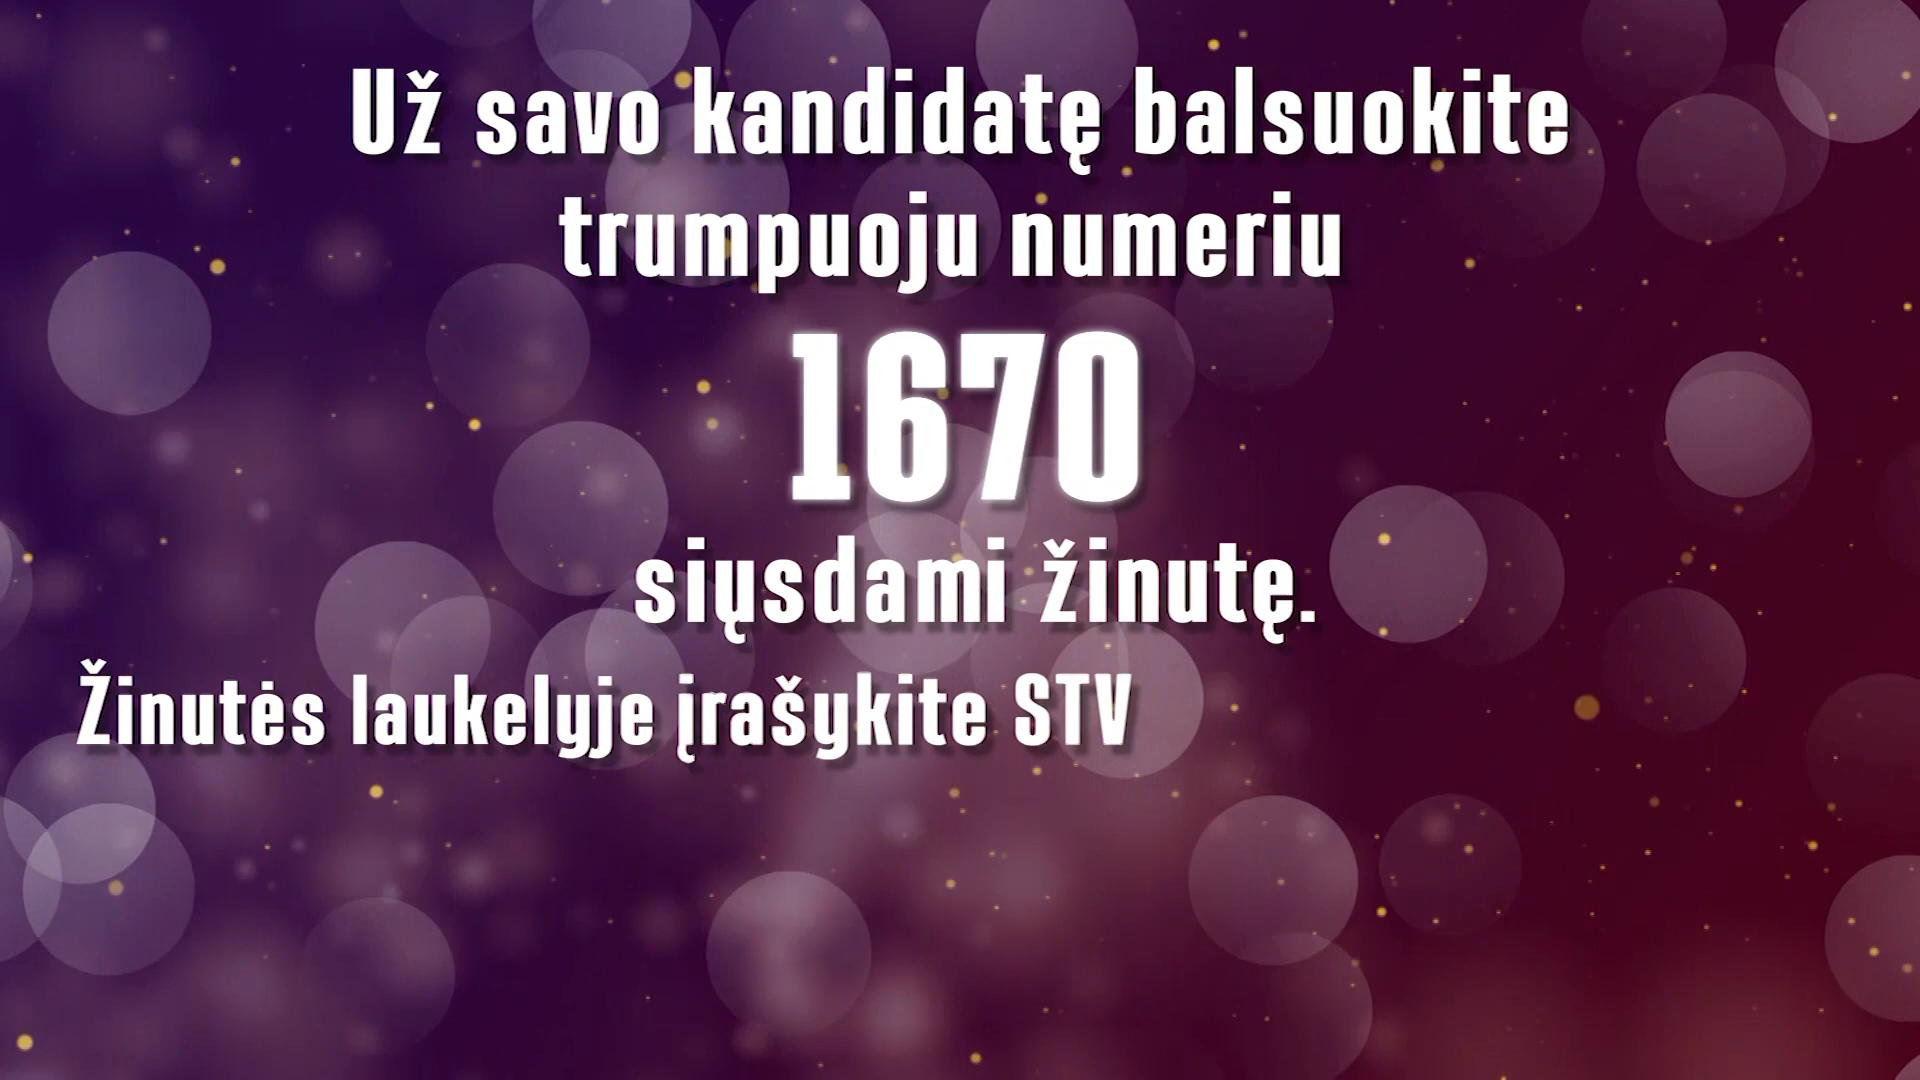 Už savo kandidatę balsuokite
trumpuoju numeriu
1670
siųsdami žinutę.
Žinutės laukelyje įrašykite STV